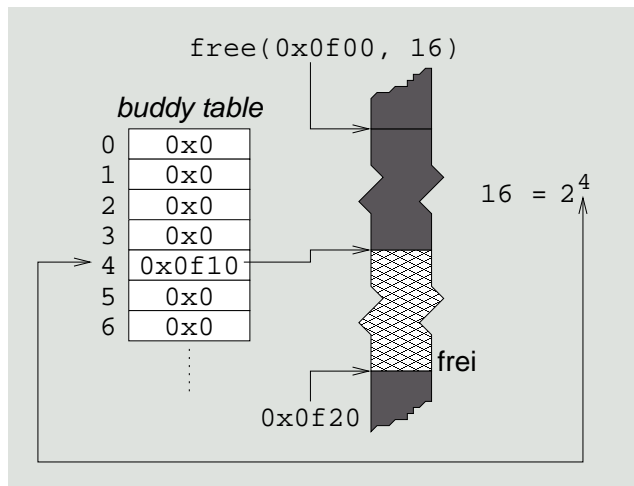 free(0x0f00, 16)
buddy table
0 0x0
1 0x0
2 0x0
3 0x0
4 0x0f10
5 0x0
6 0x0
16 = 2^4
frei
0x0f20